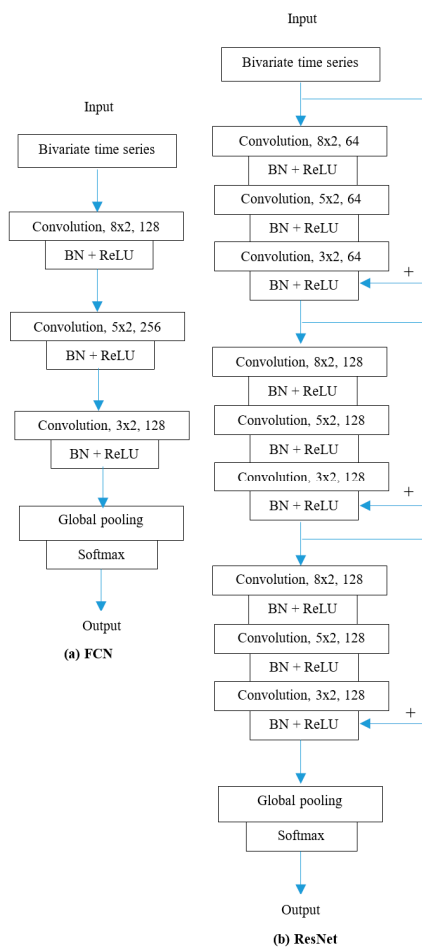 Input
Bivariate time series
Convolution, 8x2, 128
BN + ReLU
Convolution, 5x2, 256
BN + ReLU
Convolution, 3x2, 128
BN + ReLU
Global pooling
Softmax
Output
(a) FCN
Input
Bivariate time series
Convolution, 8x2, 64
BN + ReLU
Convolution, 5x2, 64
BN + ReLU
Convolution, 3x2, 64
BN + ReLU
+
Convolution, 8x2, 128
BN + ReLU
Convolution, 5x2, 128
BN + ReLU
Convolution, 3x2, 128
BN + ReLU
+
Convolution, 8x2, 128
BN + ReLU
Convolution, 5x2, 128
BN + ReLU
Convolution, 3x2, 128
BN + ReLU
+
Global pooling
Softmax
Output
(b) ResNet